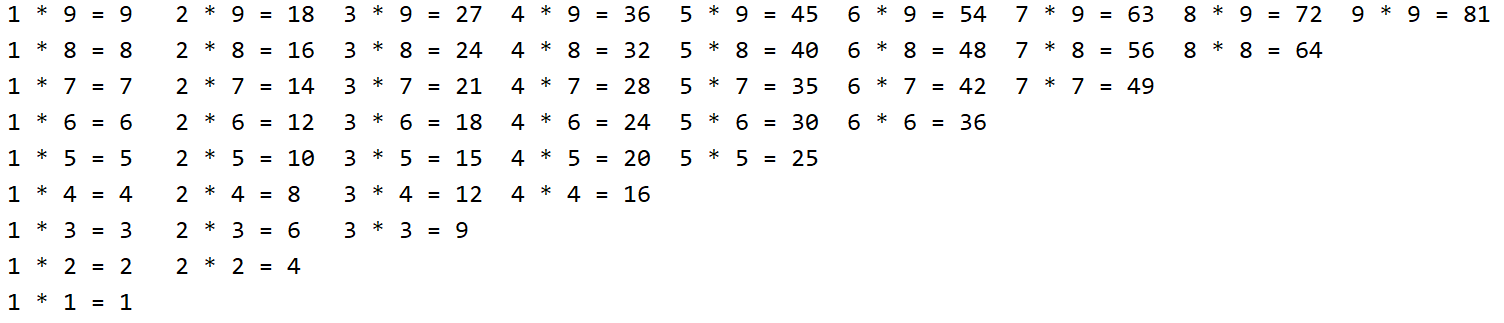 1 * 9 = 9   2 * 9 = 18  3 * 9 = 27  4 * 9 = 36  5 * 9 = 45  6 * 9 = 54  7 * 9 = 63  8 * 9 = 72  9 * 9 = 81
1 * 8 = 8   2 * 8 = 16  3 * 8 = 24  4 * 8 = 32  5 * 8 = 40  6 * 8 = 48  7 * 8 = 56  8 * 8 = 64
1 * 7 = 7   2 * 7 = 14  3 * 7 = 21  4 * 7 = 28  5 * 7 = 35  6 * 7 = 42  7 * 7 = 49
1 * 6 = 6   2 * 6 = 12  3 * 6 = 18  4 * 6 = 24  5 * 6 = 30  6 * 6 = 36
1 * 5 = 5   2 * 5 = 10  3 * 5 = 15  4 * 5 = 20  5 * 5 = 25
1 * 4 = 4   2 * 4 = 8   3 * 4 = 12  4 * 4 = 16
1 * 3 = 3   2 * 3 = 6   3 * 3 = 9
1 * 2 = 2   2 * 2 = 4
1 * 1 = 1